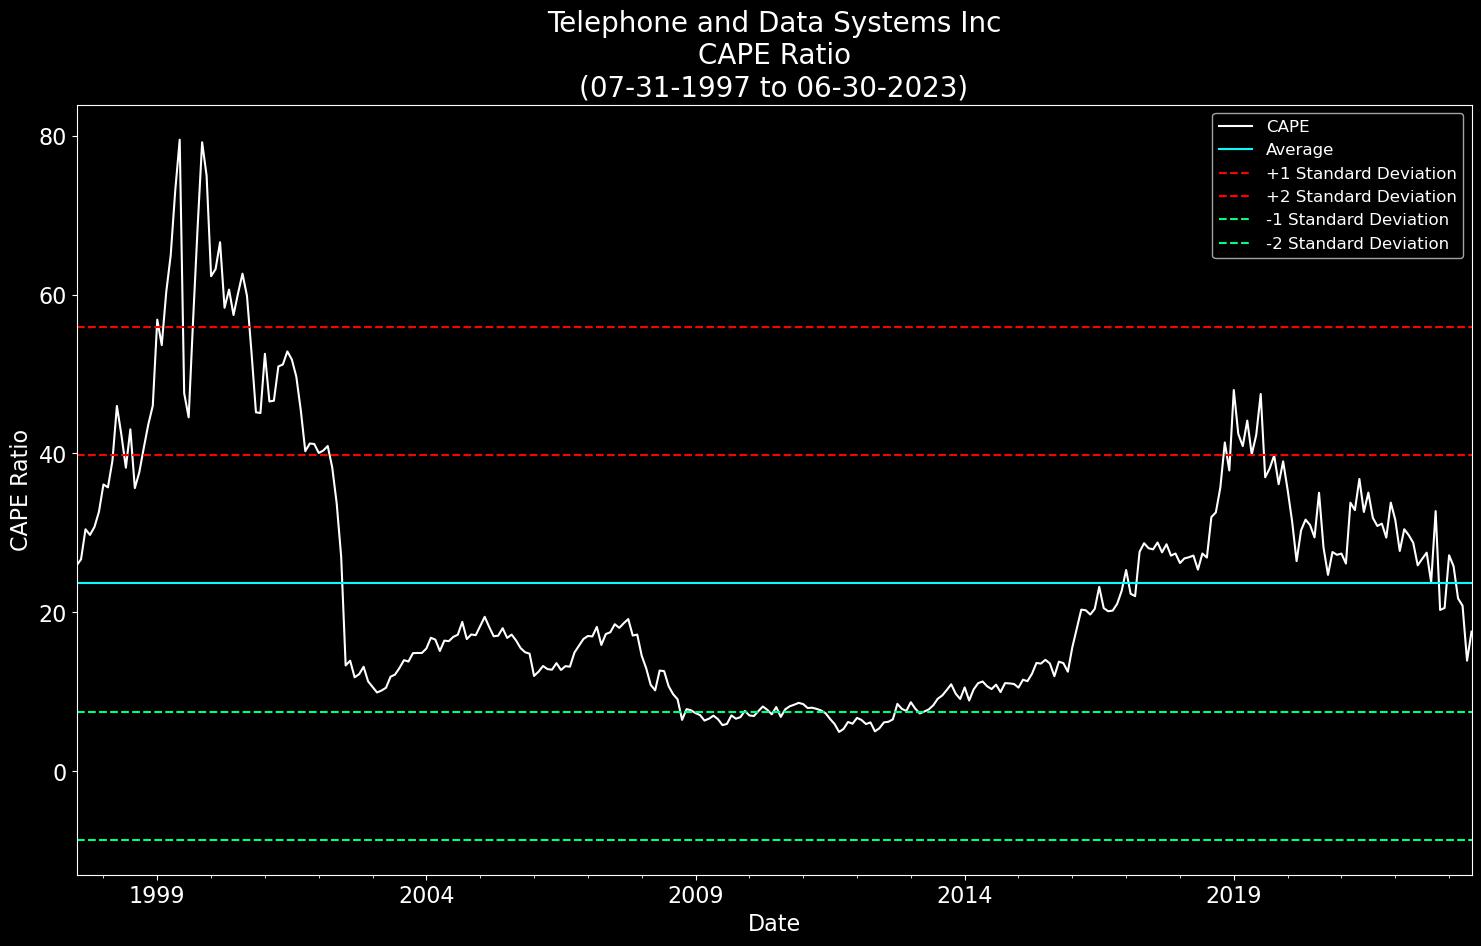 Telephone and Data Systems Inc
CAPE Ratio
(07-31-1997 to 06-30-2023)
CAPE
Average
+1 Standard Deviation
+2 Standard Deviation
-1 Standard Deviation
-2 Standard Deviation
80
60
40
20
0
CAPE Ratio
1999 2004 2009 2014 2019
Date